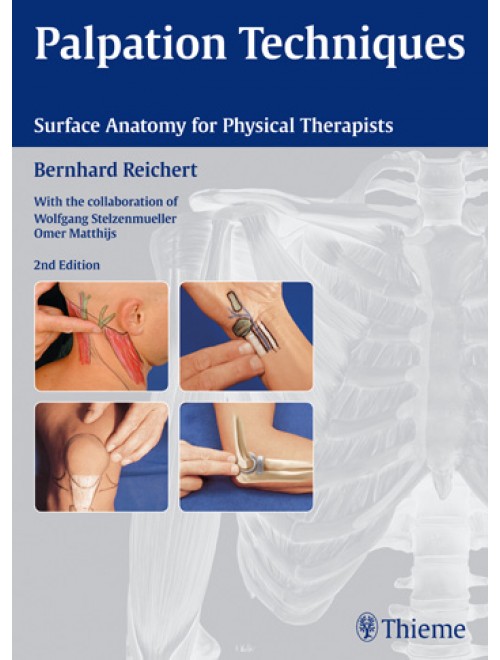 Palpation Techniques
Surface Anatomy for Physical Therapists
Bernhard Reichert
With the collaboration of
Wolfgang Stelzenmueller
Omer Matthijs
2nd Edition
Thieme